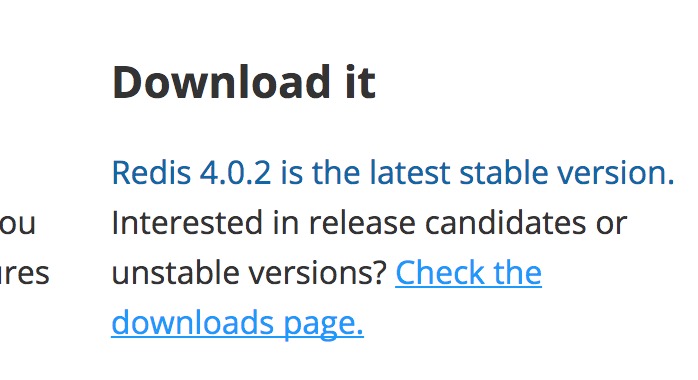 Download it
Redis 4.0.2 is the latest stable version.
ou Interested in release candidates or
ures unstable versions? Check the
downloads page.